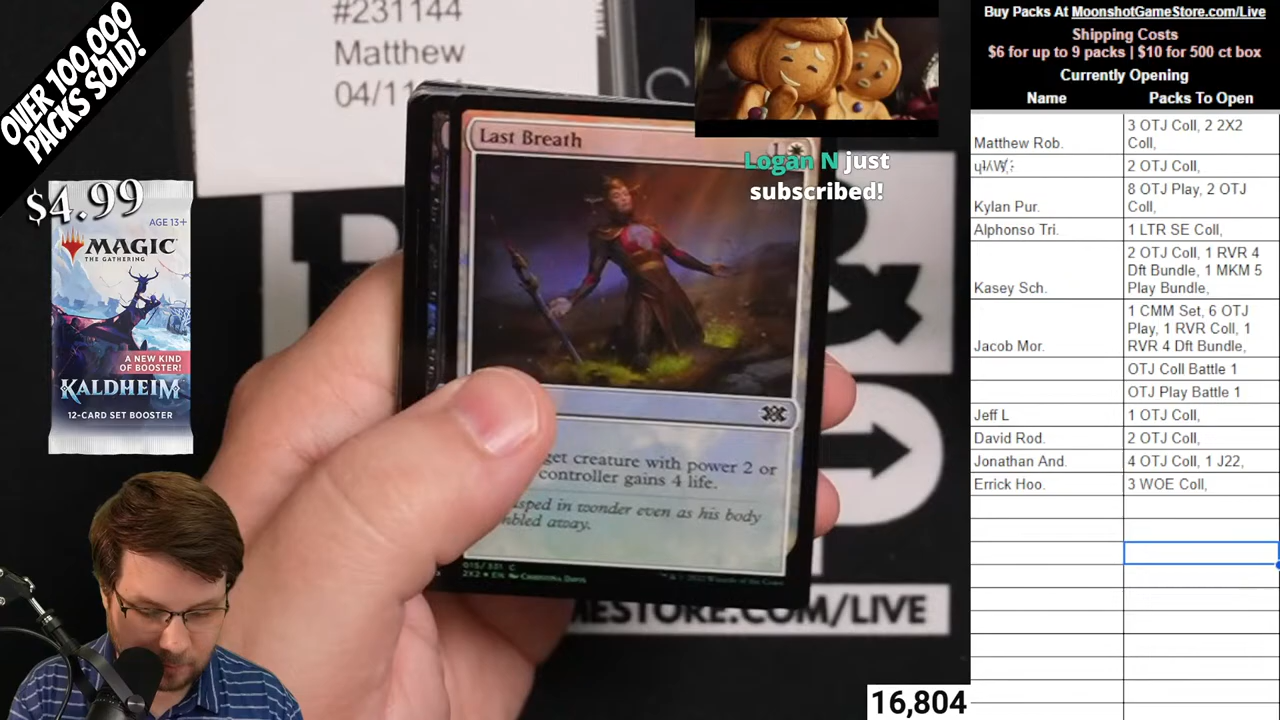 OVER 100,000
PACKS SOLD!
$4.99
AGE 13+
MAGIC
THE GATHERING
A NEW KIND
OF BOOSTER!
KALDHEIM
12-CARD SET BOOSTER
#231144
Matthew
04/11
Last Breath
1
get creature with power 2 or
controller gains 4 life.
in wonder even as his body
away.
015/331 C
2X2 • EN
Logan N just
subscribed!
&
.COM/LIVE
16,804
Buy Packs At MoonshotGameStore.com/Live
Shipping Costs
$6 for up to 9 packs | $10 for 500 ct box
Currently Opening
Name Packs To Open
Matthew Rob. 3 OTJ Coll, 2 2X2
Coll,
2 OTJ Coll,
Kylan Pur. 8 OTJ Play, 2 OTJ
Coll,
Alphonso Tri. 1 LTR SE Coll,
Kasey Sch. 2 OTJ Coll, 1 RVR 4
Dft Bundle, 1 MKM 5
Play Bundle,
Jacob Mor. 1 CMM Set, 6 OTJ
Play, 1 RVR Coll, 1
RVR 4 Dft Bundle,
OTJ Coll Battle 1
OTJ Play Battle 1
Jeff L 1 OTJ Coll,
David Rod. 2 OTJ Coll,
Jonathan And. 4 OTJ Coll, 1 J22,
Errick Hoo. 3 WOE Coll,